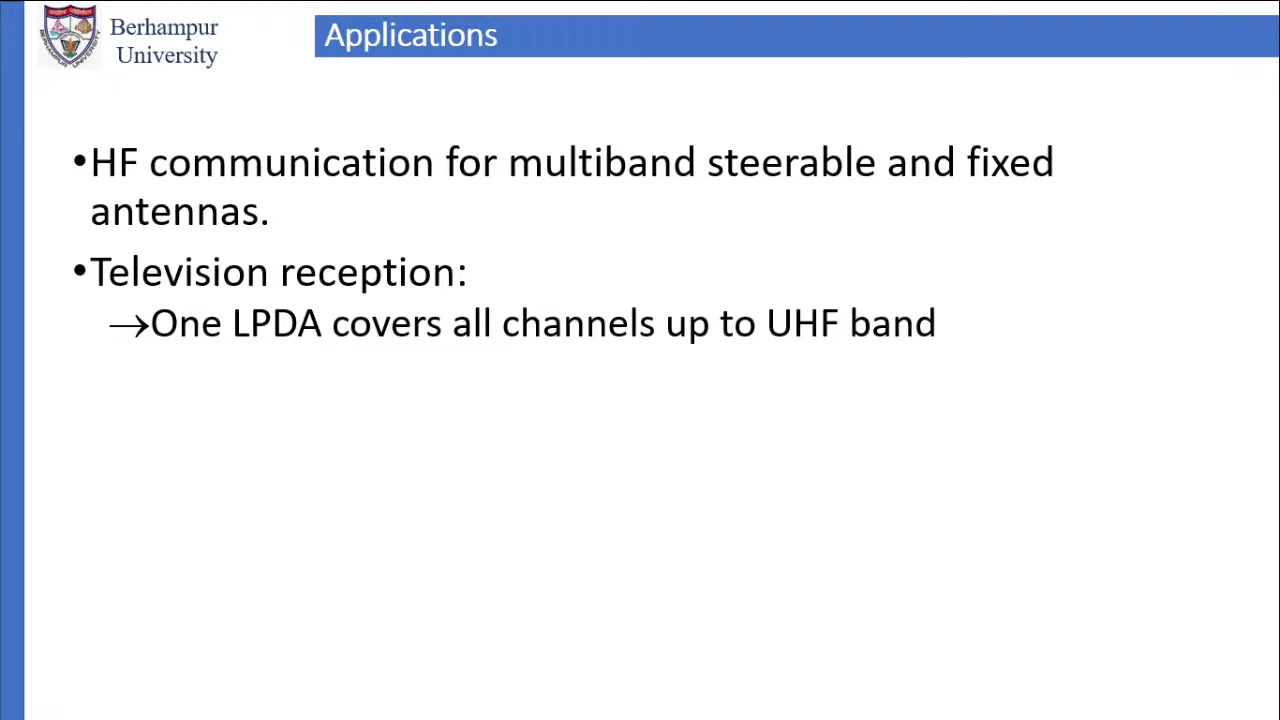 Berhampur
University
Applications
•HF communication for multiband steerable and fixed
antennas.
•Television reception:
→One LPDA covers all channels up to UHF band